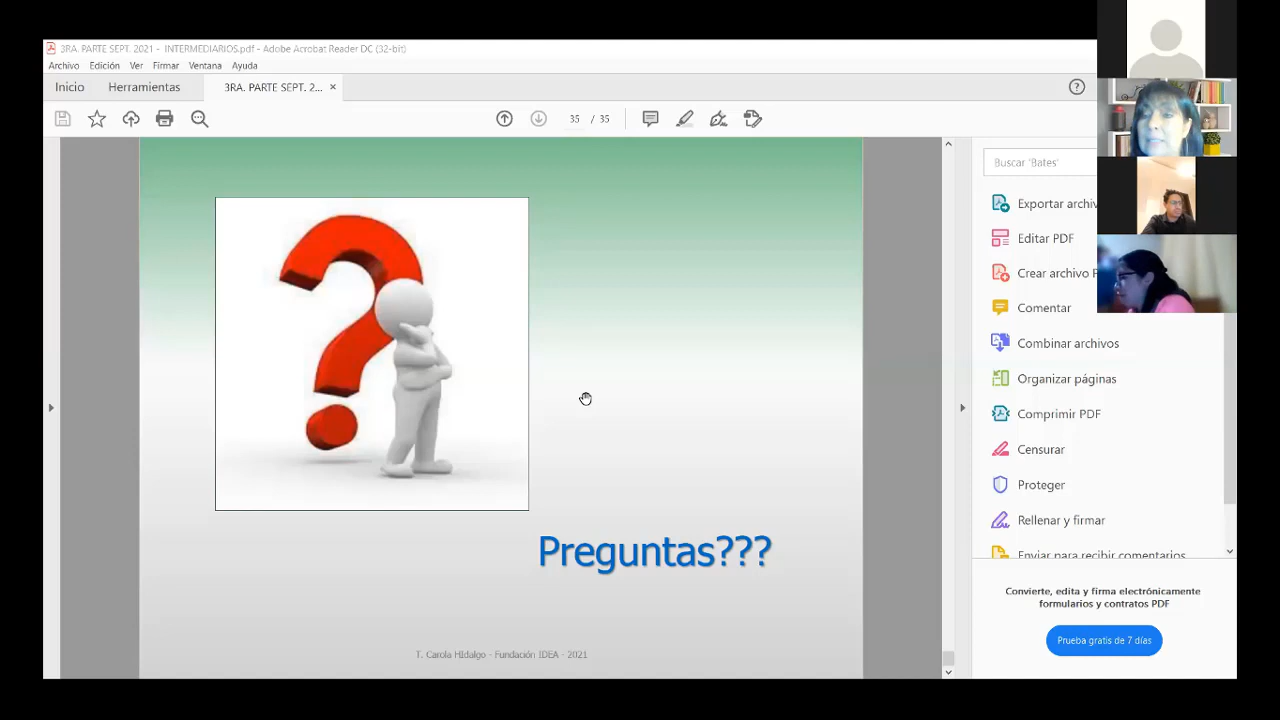 3RA. PARTE SEPT. 2021 - INTERMEDIARIOS.pdf - Adobe Acrobat Reader DC (32-bit)
Archivo Edición Ver Firmar Ventana Ayuda
Inicio Herramientas 3RA. PARTE SEPT. 2... ×
35 / 35
Buscar 'Bates'
Exportar archiv
Editar PDF
Crear archivo P
Comentar
Combinar archivos
Organizar páginas
Comprimir PDF
Censurar
Proteger
Rellenar y firmar
Enviar para recibir comentarios
Preguntas???
T. Carola HIdalgo - Fundación IDEA - 2021
Convierte, edita y firma electrónicamente
formularios y contratos PDF
Prueba gratis de 7 días